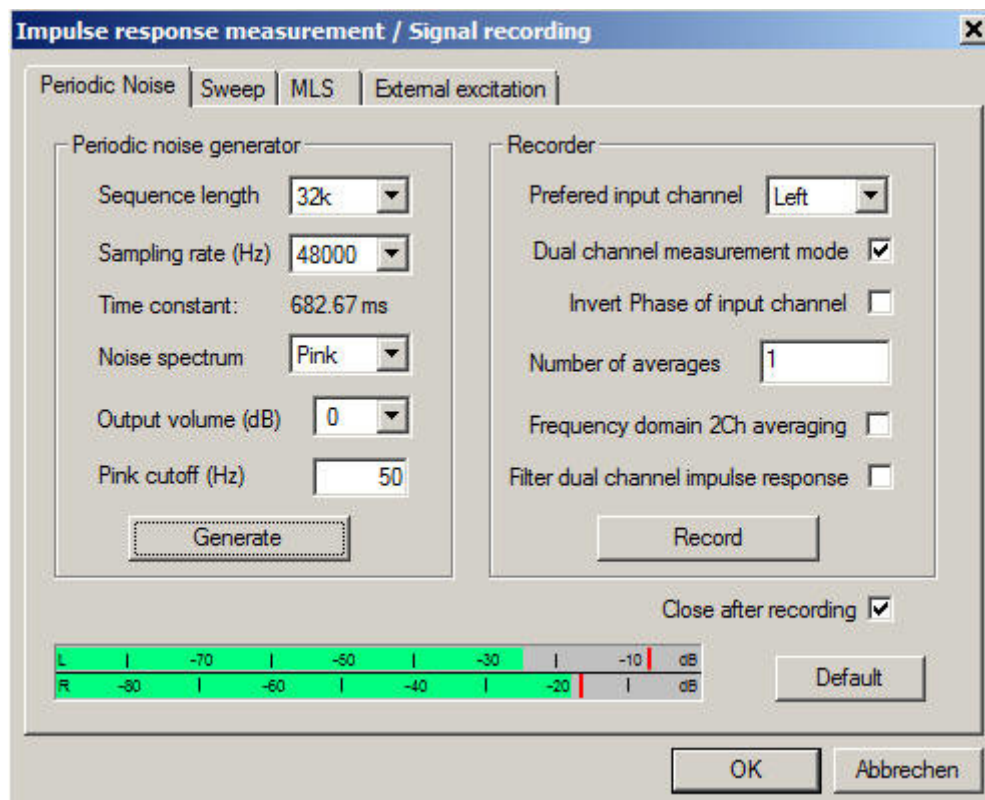 Impulse response measurement / Signal recording
Periodic Noise Sweep MLS External excitation
Periodic noise generator
Sequence length 32k
Sampling rate (Hz) 48000
Time constant: 682.67 ms
Noise spectrum Pink
Output volume (dB) 0
Pink cutoff (Hz) 50
Generate
Recorder
Prefered input channel Left
Dual channel measurement mode
Invert Phase of input channel
Number of averages 1
Frequency domain 2Ch averaging
Filter dual channel impulse response
Record
Close after recording
L -70 -50 -30 -10 dB
R -80 -60 -40 -20 dB
Default
OK Abbrechen